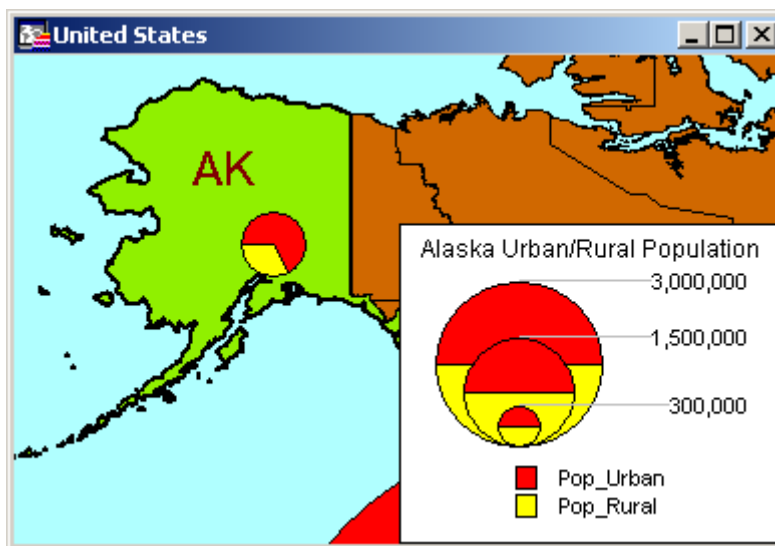 United States
AK
Alaska Urban/Rural Population
3,000,000
1,500,000
300,000
Pop_Urban
Pop_Rural